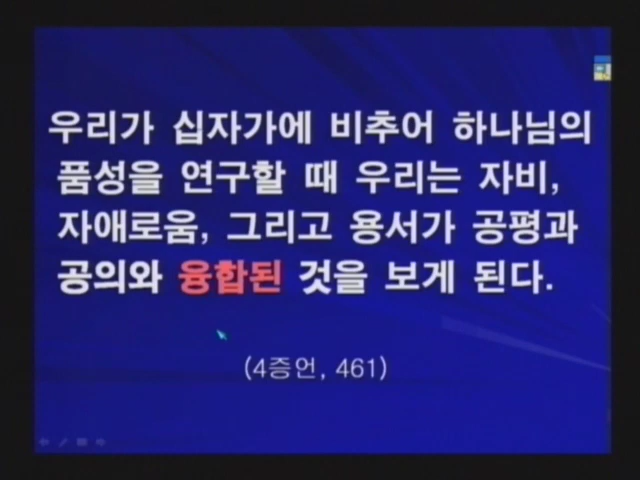 우리가 십자가에 비추어 하나님의
품성을 연구할 때 우리는 자비,
자애로움, 그리고 용서가 공평과
공의와 융합된 것을 보게 된다.
(4증언, 461)